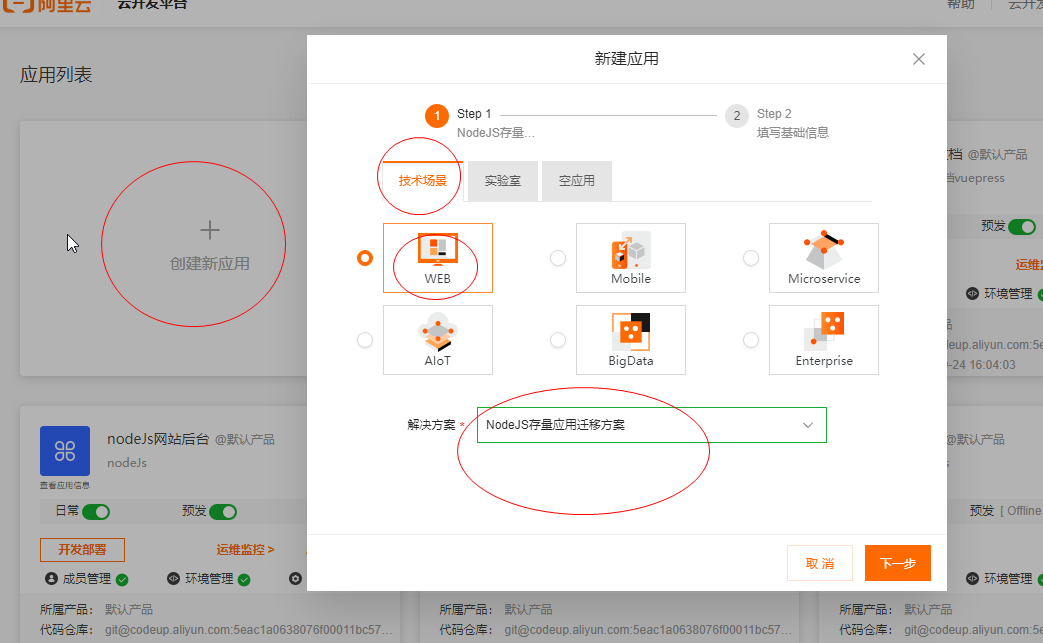 阿里云 云开发平台
帮助 云开发
应用列表
创建新应用
新建应用
1 Step 1
NodeJS存量...
2 Step 2
填写基础信息
技术场景 实验室 空应用
WEB Mobile Microservice
AIoT BigData Enterprise
解决方案 * NodeJS存量应用迁移方案
取 消 下一步
档 @默认产品
档vuepress
预发
运维监
环境管理
品
deup.aliyun.com:5e
-24 16:04:03
nodeJs网站后台 @默认产品
nodeJs
查看应用信息
日常 预发
开发部署 运维监控 >
成员管理 环境管理
所属产品： 默认产品
代码仓库： git@codeup.aliyun.com:5eac1a0638076f00011bc57...
所属产品： 默认产品
代码仓库： git@codeup.aliyun.com:5eac1a0638076f00011bc57...
@默认产品
预发 [ Offline
环境管理
所属产品： 默认产品
代码仓库： git@codeup.aliyun.com:5e